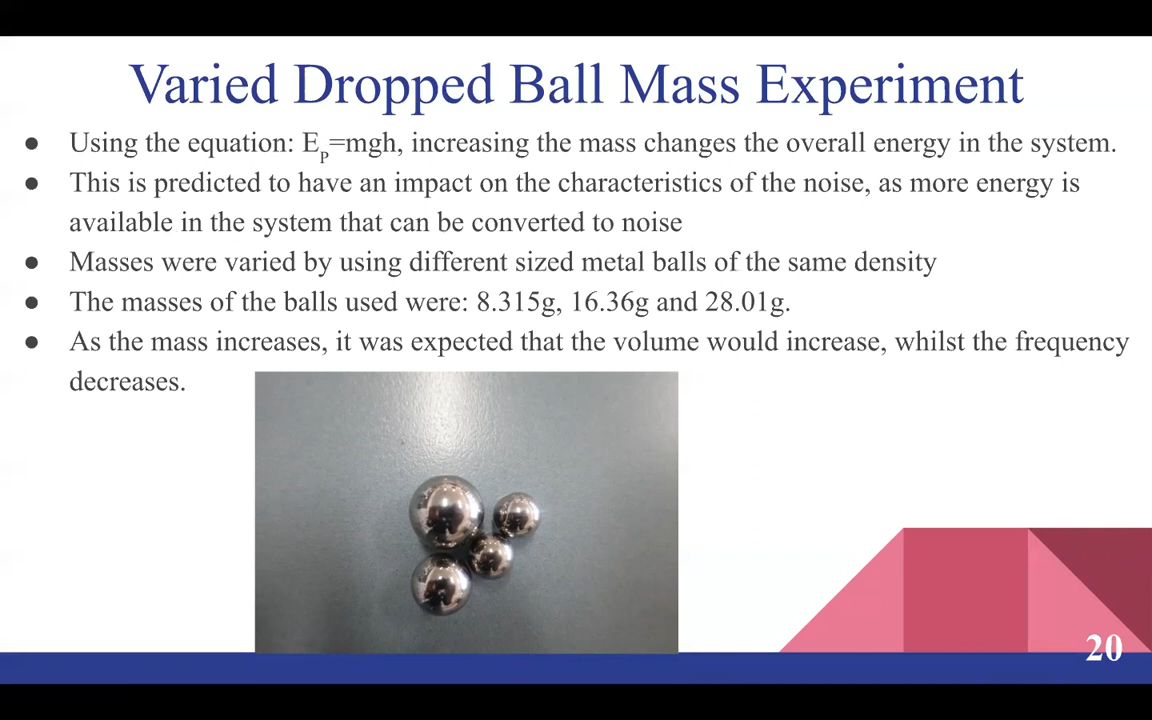 Varied Dropped Ball Mass Experiment
● Using the equation: Eₚ=mgh, increasing the mass changes the overall energy in the system.
● This is predicted to have an impact on the characteristics of the noise, as more energy is
available in the system that can be converted to noise
● Masses were varied by using different sized metal balls of the same density
● The masses of the balls used were: 8.315g, 16.36g and 28.01g.
● As the mass increases, it was expected that the volume would increase, whilst the frequency
decreases.
20